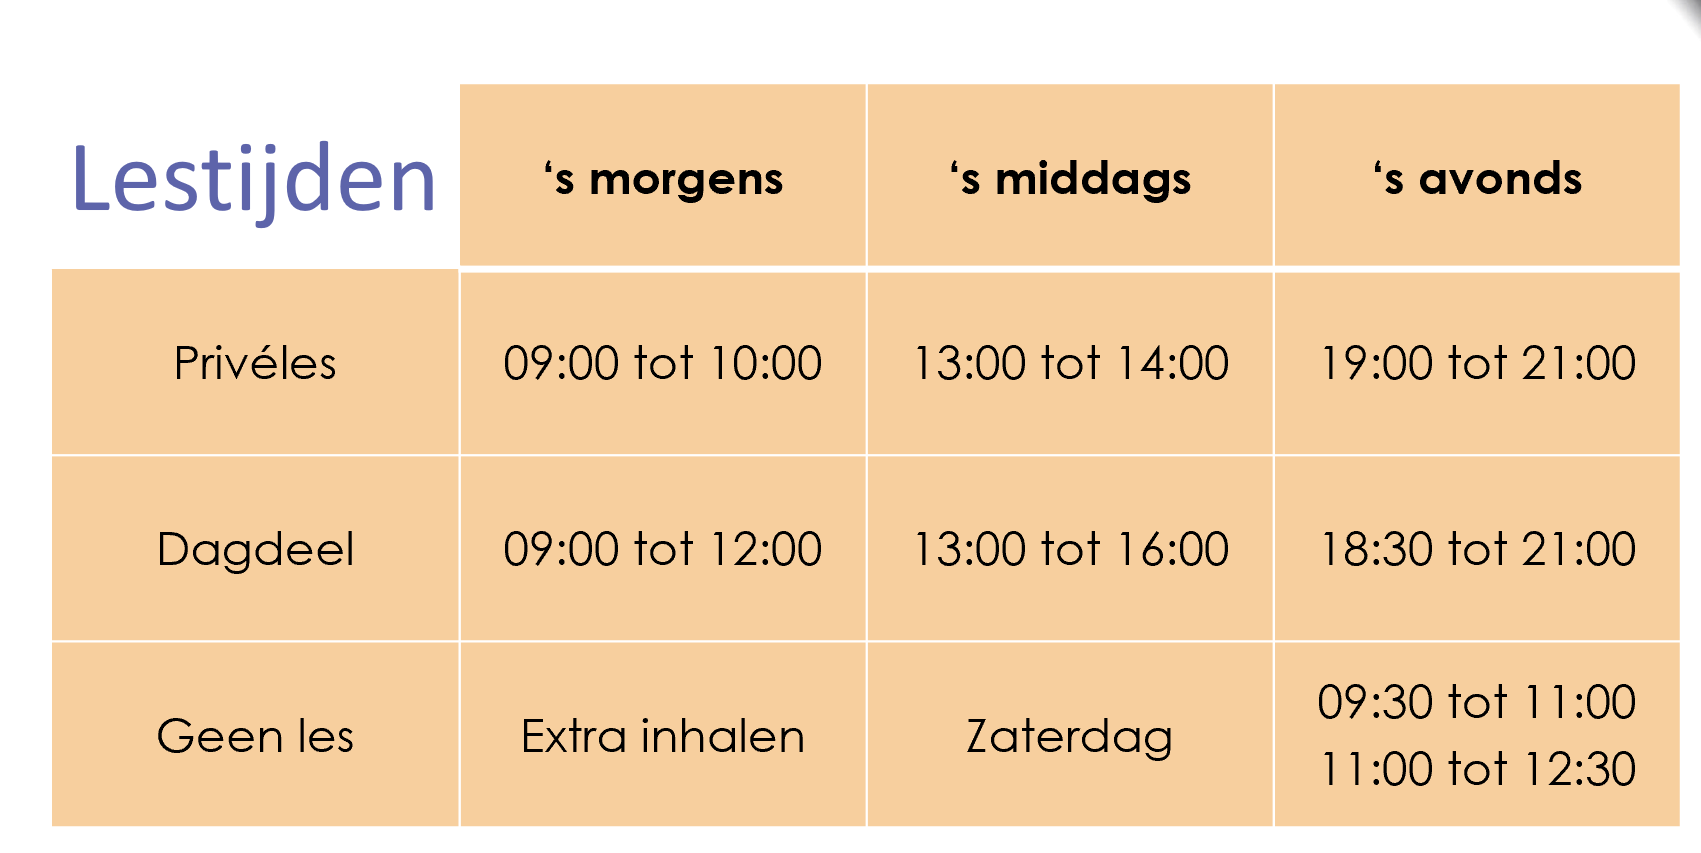 Lestijden
‘s morgens
‘s middags
‘s avonds
Privéles
09:00 tot 10:00
13:00 tot 14:00
19:00 tot 21:00
Dagdeel
09:00 tot 12:00
13:00 tot 16:00
18:30 tot 21:00
Geen les
Extra inhalen
Zaterdag
09:30 tot 11:00
11:00 tot 12:30